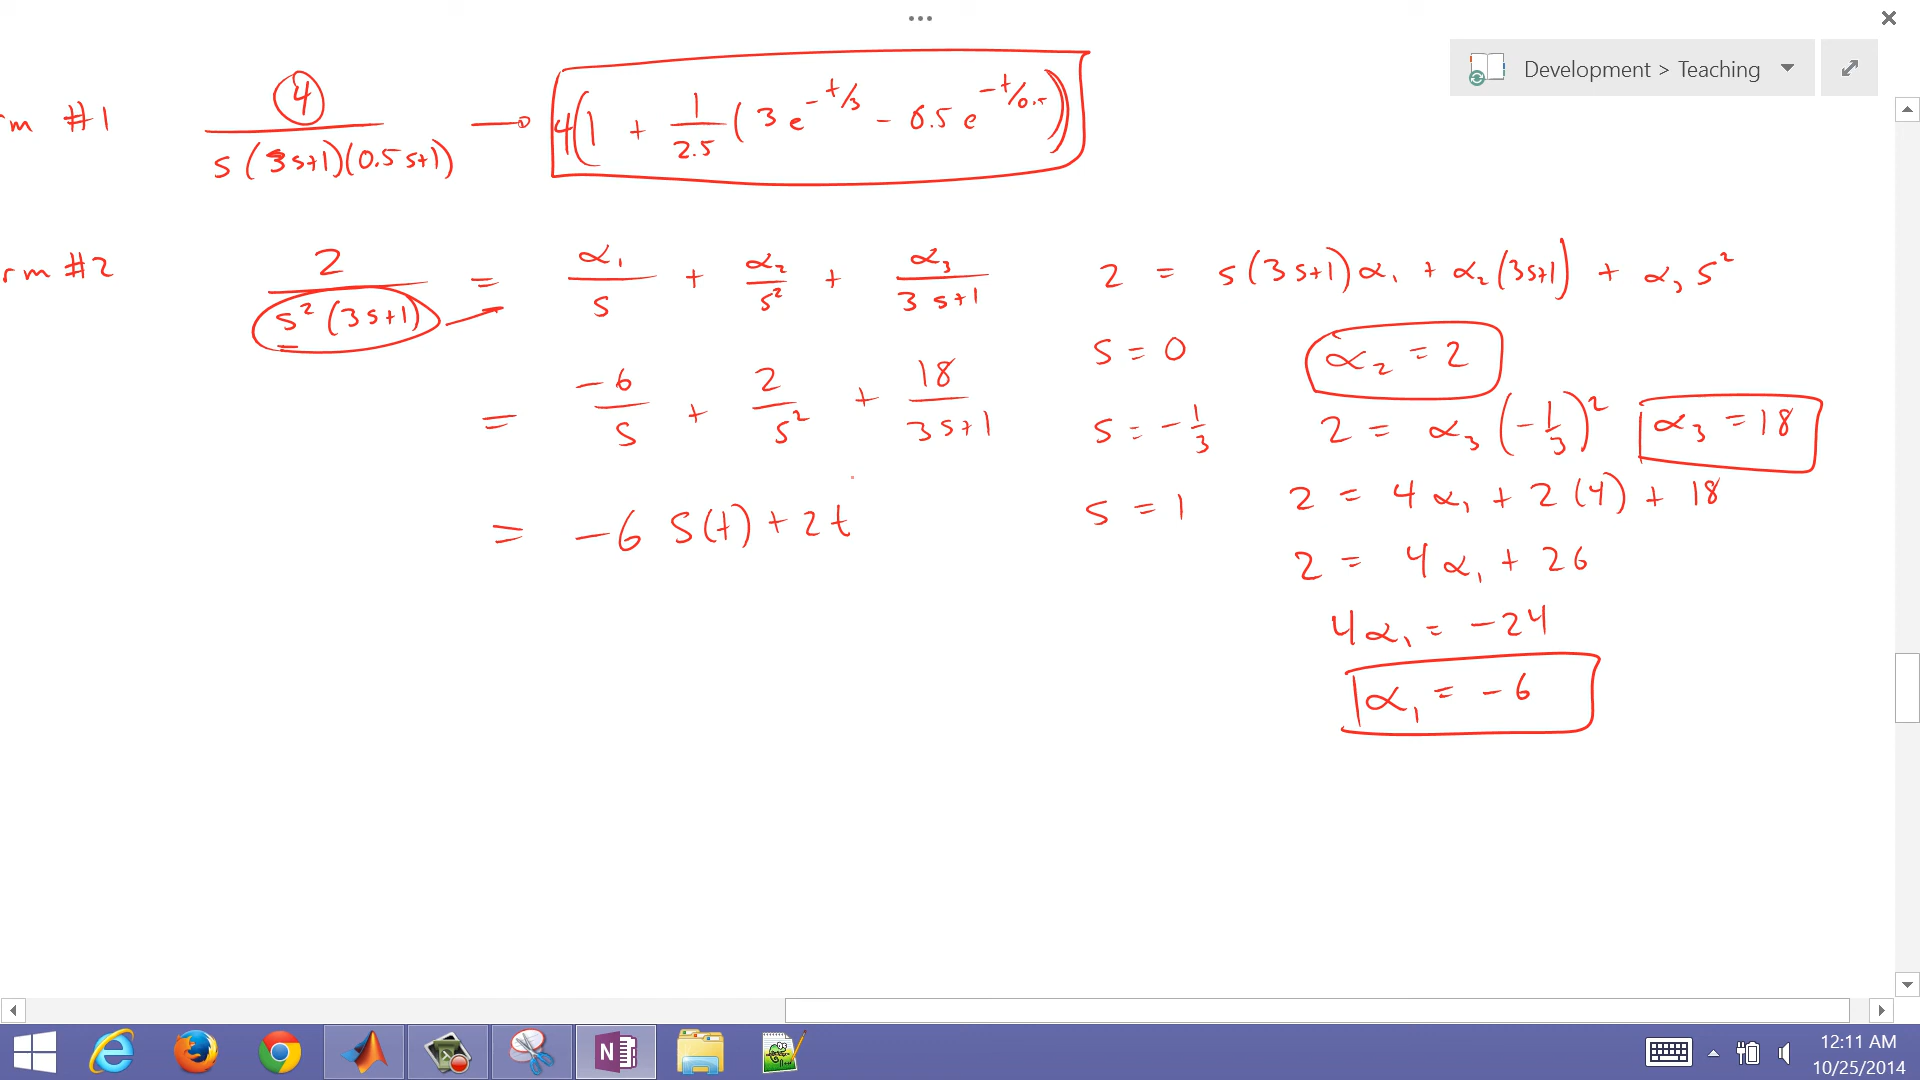 ...
Development > Teaching
rm #1 4/(s(3s+1)(0.5s+1)) → 4(1 + 1/2.5 (3e^(-t/3) - 0.5e^(-t/0.5)))
rm #2 2/(s²(3s+1)) = α₁/s + α₂/s² + α₃/(3s+1)
2 = s(3s+1)α₁ + α₂(3s+1) + α₃s²
= -6/s + 2/s² + 18/(3s+1)
= -6 S(t) + 2t
s = 0 α₂ = 2
s = -1/3 2 = α₃(-1/3)² α₃ = 18
s = 1 2 = 4α₁ + 2(4) + 18
2 = 4α₁ + 26
4α₁ = -24
α₁ = -6
12:11 AM
10/25/2014